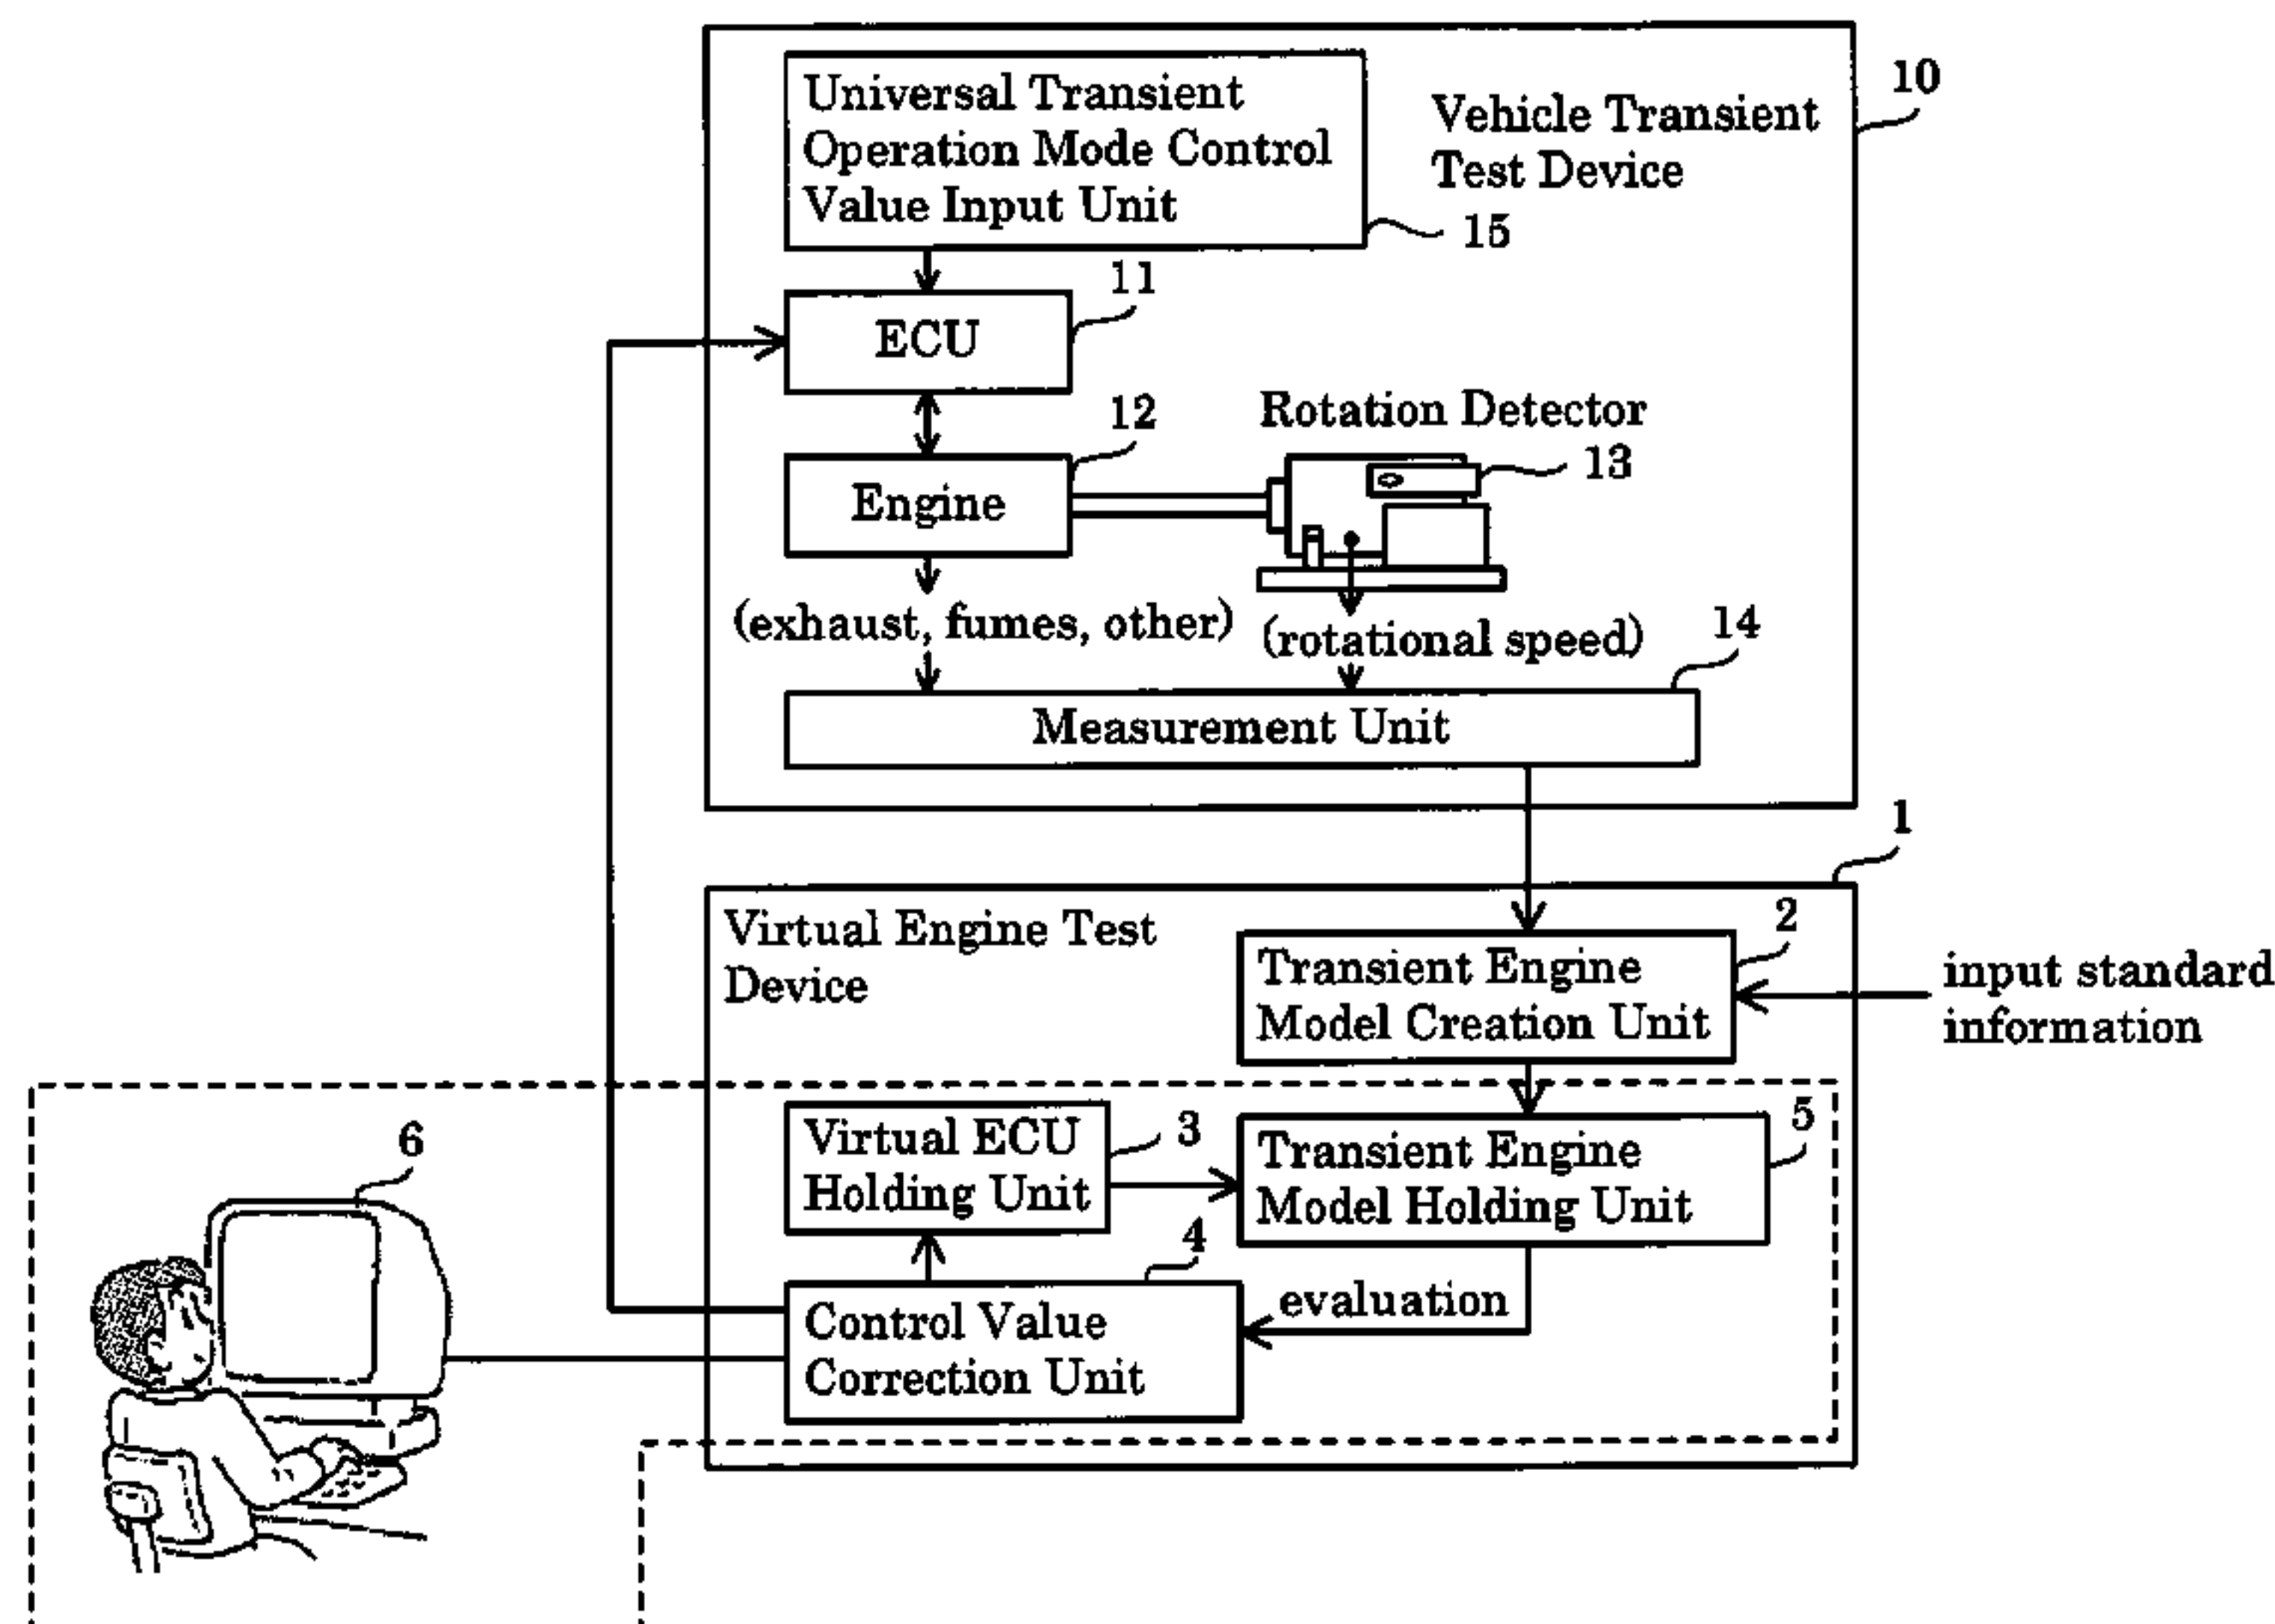 Universal Transient
Operation Mode Control
Value Input Unit
Vehicle Transient
Test Device
10
15
11
ECU
12
Engine
Rotation Detector
13
(exhaust, fumes, other)
(rotational speed)
14
Measurement Unit
1
Virtual Engine Test
Device
2
Transient Engine
Model Creation Unit
input standard
information
Virtual ECU
Holding Unit
3
Transient Engine
Model Holding Unit
5
6
4
evaluation
Control Value
Correction Unit